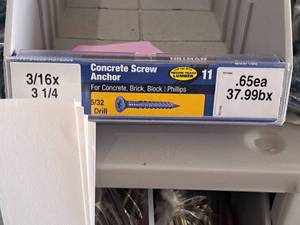 3/16x
3 1/4
Concrete Screw
Anchor
For Concrete, Brick, Block | Phillips
5/32
Drill
LUMBER
11
.65ea
37.99bx